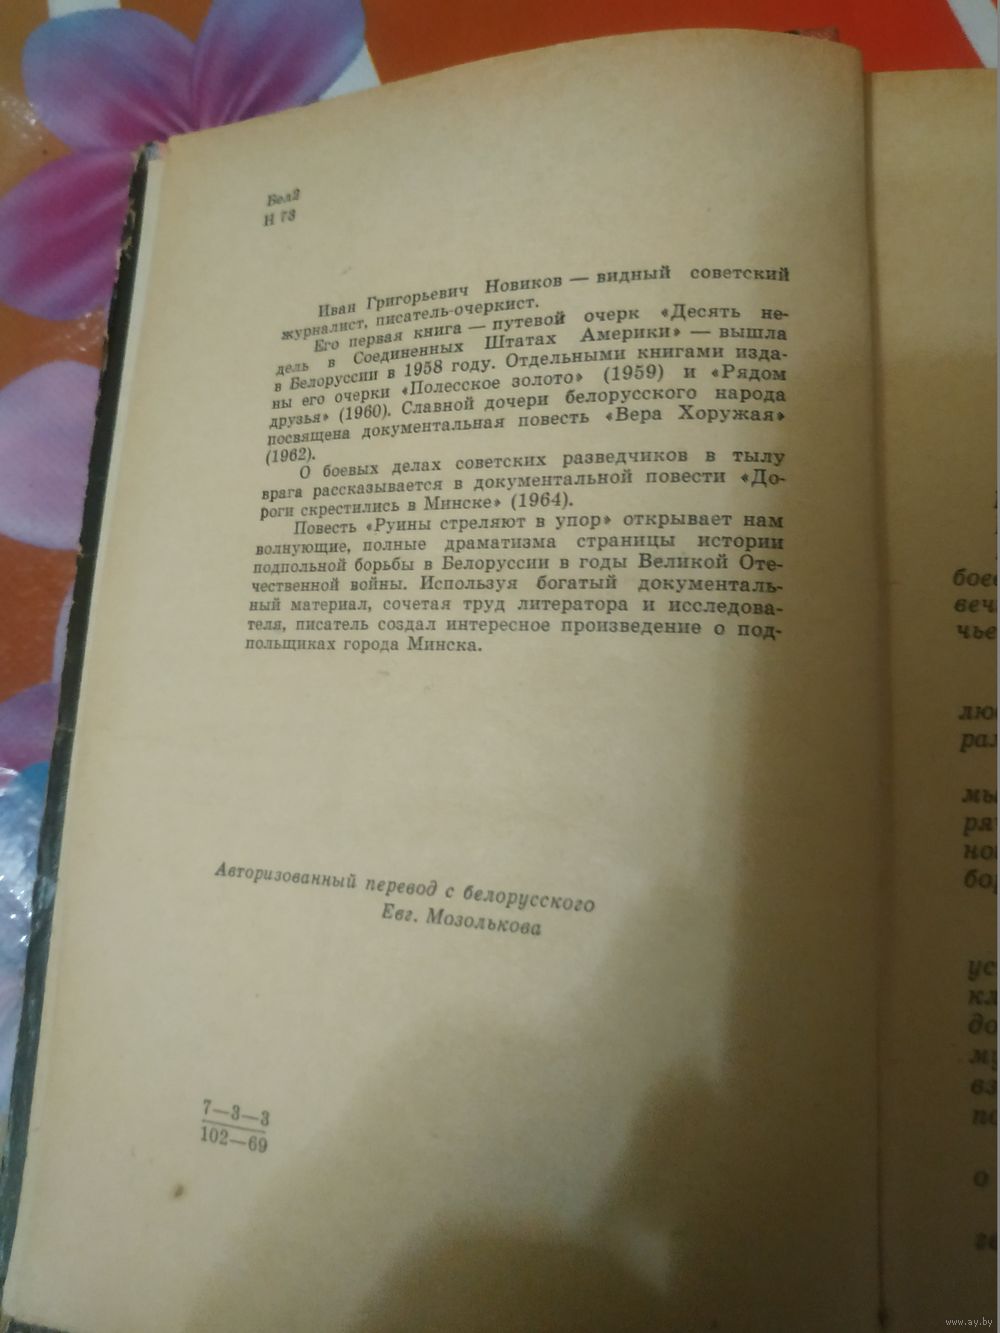 Бел2
Н 73
Иван Григорьевич Новиков — видный советский
журналист, писатель-очеркист.
Его первая книга — путевой очерк «Десять не-
дель в Соединенных Штатах Америки» — вышла
в Белоруссии в 1958 году. Отдельными книгами изда-
ны его очерки «Полесское золото» (1959) и «Рядом
друзья» (1960). Славной дочери белорусского народа
посвящена документальная повесть «Вера Хоружая»
(1962).
О боевых делах советских разведчиков в тылу
врага рассказывается в документальной повести «До-
роги скрестились в Минске» (1964).
Повесть «Руины стреляют в упор» открывает нам
волнующие, полные драматизма страницы истории
подпольной борьбы в Белоруссии в годы Великой Оте-
чественной войны. Используя богатый документаль-
ный материал, сочетая труд литератора и исследова-
теля, писатель создал интересное произведение о под-
польщиках города Минска.
Авторизованный перевод с белорусского
Евг. Мозолькова
7—3—3
102—69
www.ay.by